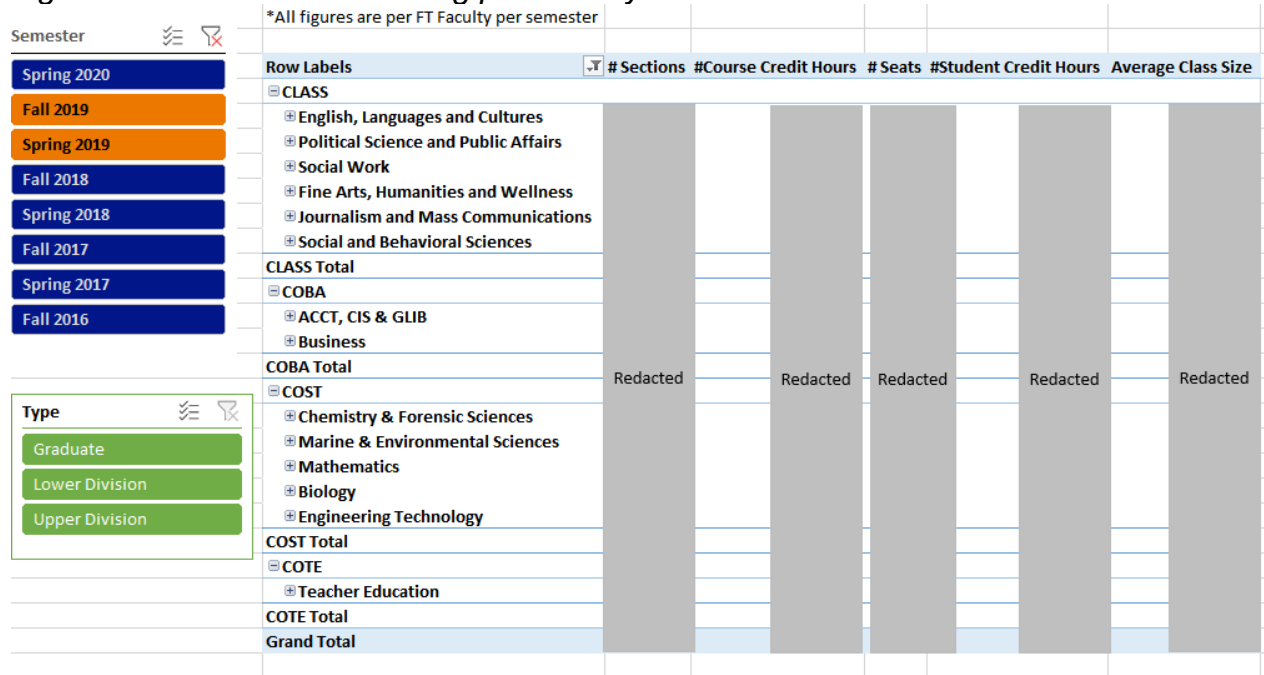 *All figures are per FT Faculty per semester
Semester
Spring 2020
Fall 2019
Spring 2019
Fall 2018
Spring 2018
Fall 2017
Spring 2017
Fall 2016
Type
Graduate
Lower Division
Upper Division
Row Labels # Sections #Course Credit Hours # Seats #Student Credit Hours Average Class Size
CLASS
English, Languages and Cultures
Political Science and Public Affairs
Social Work
Fine Arts, Humanities and Wellness
Journalism and Mass Communications
Social and Behavioral Sciences
CLASS Total
COBA
ACCT, CIS & GLIB
Business
COBA Total
Redacted Redacted Redacted Redacted Redacted
COST
Chemistry & Forensic Sciences
Marine & Environmental Sciences
Mathematics
Biology
Engineering Technology
COST Total
COTE
Teacher Education
COTE Total
Grand Total